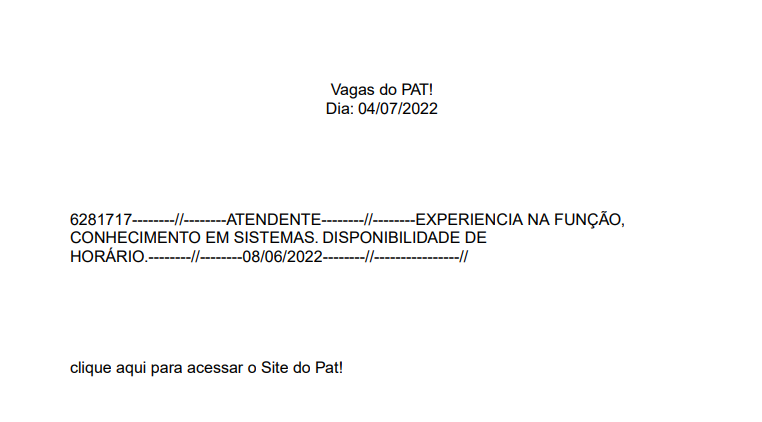 Vagas do PAT!
Dia: 04/07/2022
6281717--------//--------ATENDENTE--------//--------EXPERIENCIA NA FUNÇÃO,
CONHECIMENTO EM SISTEMAS. DISPONIBILIDADE DE
HORÁRIO.--------//--------08/06/2022--------//----------------//
clique aqui para acessar o Site do Pat!